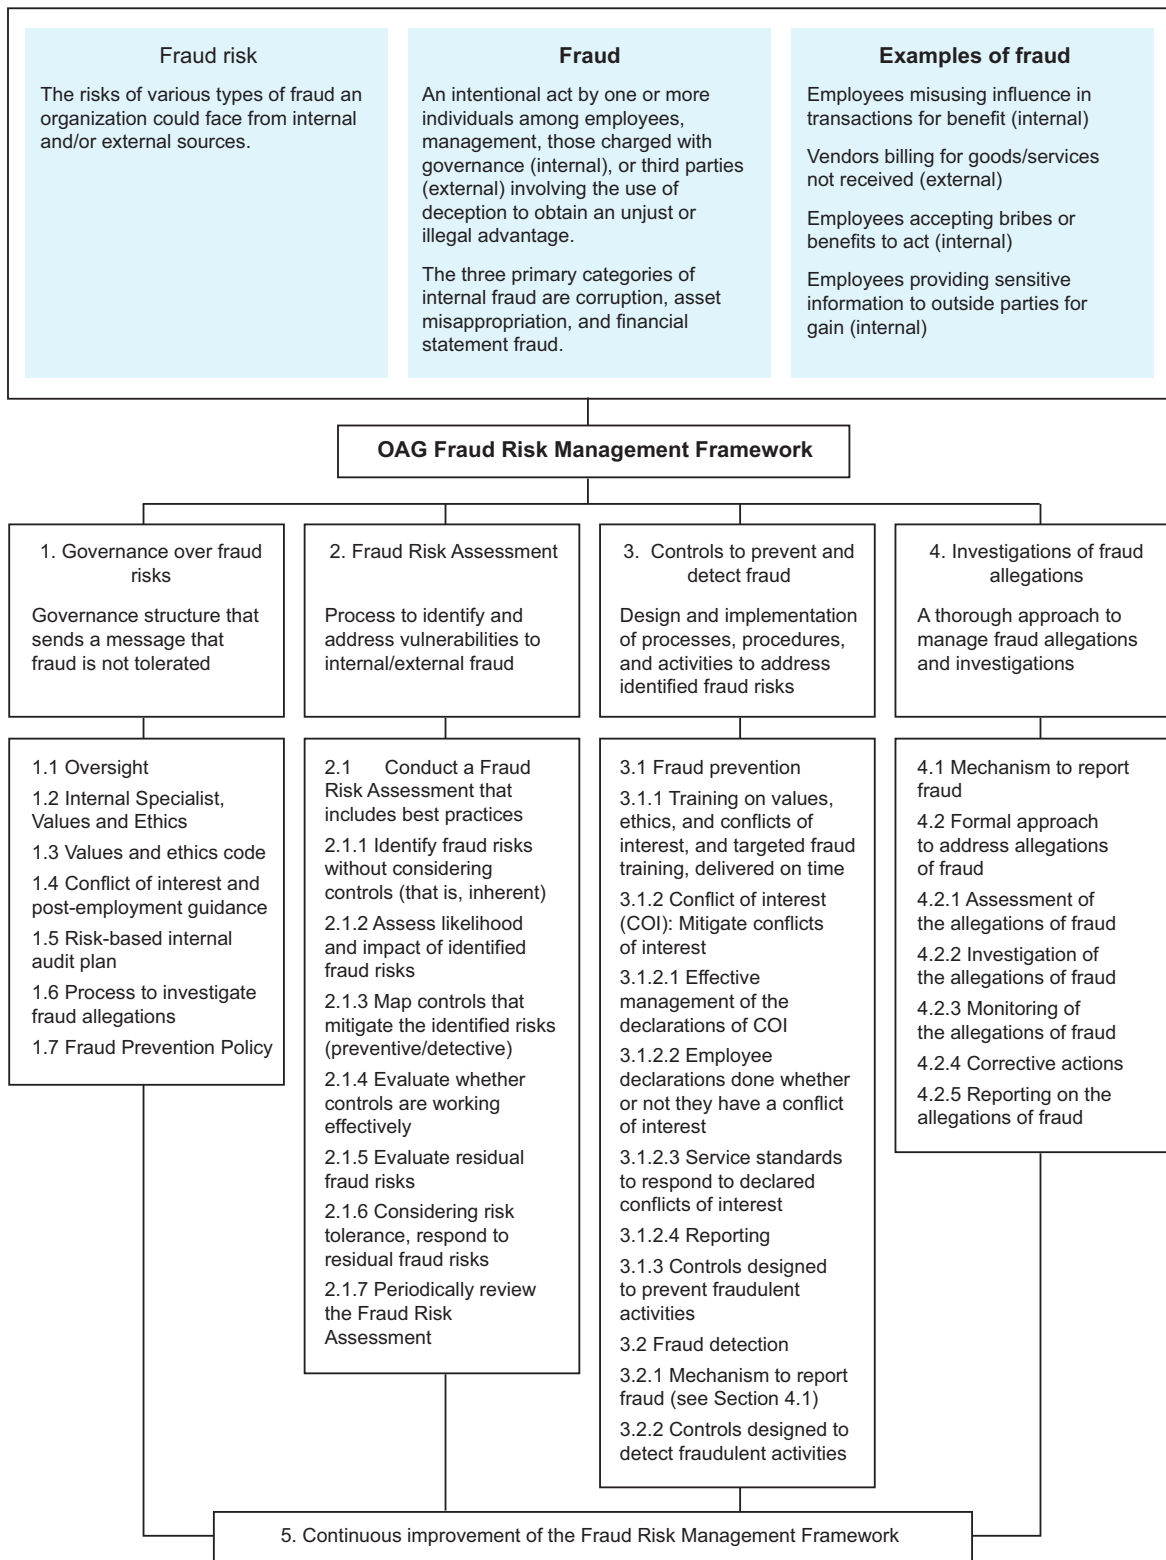 Fraud risk
The risks of various types of fraud an
organization could face from internal
and/or external sources.
Fraud
An intentional act by one or more
individuals among employees,
management, those charged with
governance (internal), or third parties
(external) involving the use of
deception to obtain an unjust or
illegal advantage.
The three primary categories of
internal fraud are corruption, asset
misappropriation, and financial
statement fraud.
Examples of fraud
Employees misusing influence in
transactions for benefit (internal)
Vendors billing for goods/services
not received (external)
Employees accepting bribes or
benefits to act (internal)
Employees providing sensitive
information to outside parties for
gain (internal)
OAG Fraud Risk Management Framework
1. Governance over fraud
risks
Governance structure that
sends a message that
fraud is not tolerated
2. Fraud Risk Assessment
Process to identify and
address vulnerabilities to
internal/external fraud
3. Controls to prevent and
detect fraud
Design and implementation
of processes, procedures,
and activities to address
identified fraud risks
4. Investigations of fraud
allegations
A thorough approach to
manage fraud allegations
and investigations
1.1 Oversight
1.2 Internal Specialist,
Values and Ethics
1.3 Values and ethics code
1.4 Conflict of interest and
post-employment guidance
1.5 Risk-based internal
audit plan
1.6 Process to investigate
fraud allegations
1.7 Fraud Prevention Policy
2.1 Conduct a Fraud
Risk Assessment that
includes best practices
2.1.1 Identify fraud risks
without considering
controls (that is, inherent)
2.1.2 Assess likelihood
and impact of identified
fraud risks
2.1.3 Map controls that
mitigate the identified risks
(preventive/detective)
2.1.4 Evaluate whether
controls are working
effectively
2.1.5 Evaluate residual
fraud risks
2.1.6 Considering risk
tolerance, respond to
residual fraud risks
2.1.7 Periodically review
the Fraud Risk
Assessment
3.1 Fraud prevention
3.1.1 Training on values,
ethics, and conflicts of
interest, and targeted fraud
training, delivered on time
3.1.2 Conflict of interest
(COI): Mitigate conflicts
of interest
3.1.2.1 Effective
management of the
declarations of COI
3.1.2.2 Employee
declarations done whether
or not they have a conflict
of interest
3.1.2.3 Service standards
to respond to declared
conflicts of interest
3.1.2.4 Reporting
3.1.3 Controls designed
to prevent fraudulent
activities
3.2 Fraud detection
3.2.1 Mechanism to report
fraud (see Section 4.1)
3.2.2 Controls designed to
detect fraudulent activities
4.1 Mechanism to report
fraud
4.2 Formal approach
to address allegations
of fraud
4.2.1 Assessment of
the allegations of fraud
4.2.2 Investigation of
the allegations of fraud
4.2.3 Monitoring of
the allegations of fraud
4.2.4 Corrective actions
4.2.5 Reporting on the
allegations of fraud
5. Continuous improvement of the Fraud Risk Management Framework